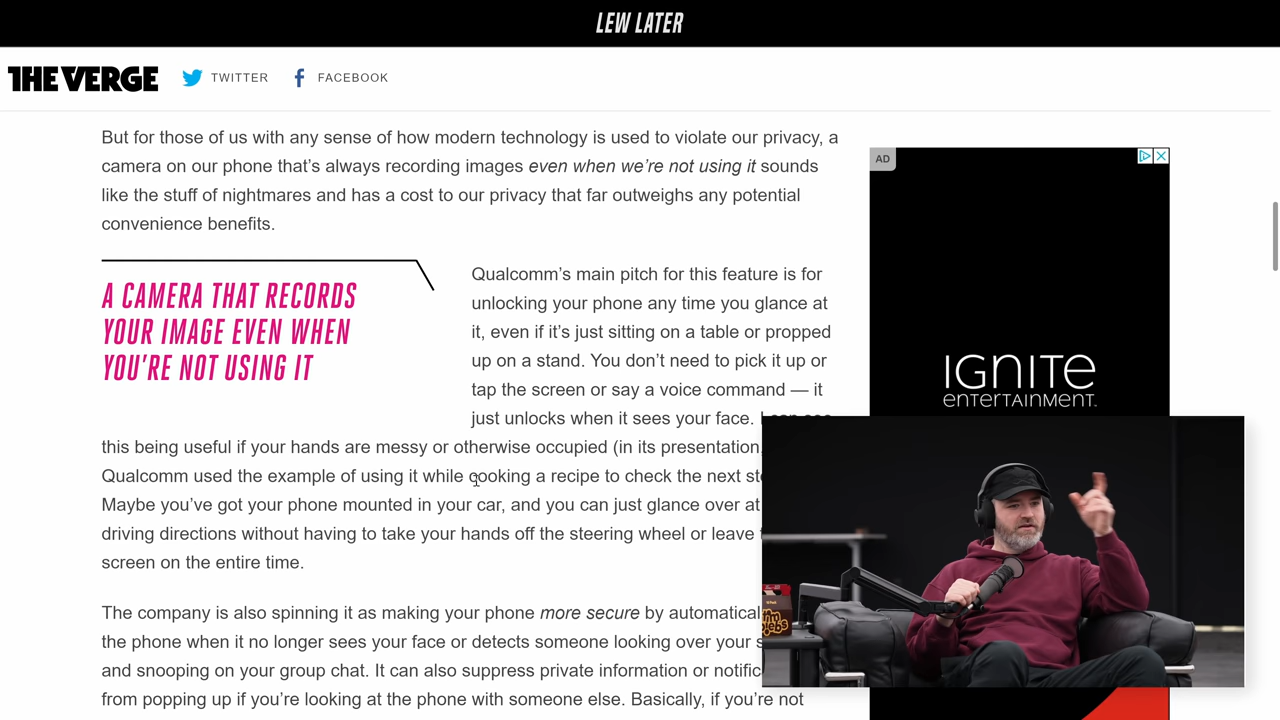 LEW LATER
THE VERGE
TWITTER
FACEBOOK
But for those of us with any sense of how modern technology is used to violate our privacy, a
camera on our phone that's always recording images even when we're not using it sounds
like the stuff of nightmares and has a cost to our privacy that far outweighs any potential
convenience benefits.
A CAMERA THAT RECORDS
YOUR IMAGE EVEN WHEN
YOU'RE NOT USING IT
Qualcomm's main pitch for this feature is for
unlocking your phone any time you glance at
it, even if it's just sitting on a table or propped
up on a stand. You don't need to pick it up or
tap the screen or say a voice command — it
just unlocks when it sees your face. I can see
this being useful if your hands are messy or otherwise occupied (in its presentation,
Qualcomm used the example of using it while cooking a recipe to check the next
Maybe you've got your phone mounted in your car, and you can just glance over at
driving directions without having to take your hands off the steering wheel or leave
screen on the entire time.
The company is also spinning it as making your phone more secure by
the phone when it no longer sees your face or detects someone looking over your
and snooping on your group chat. It can also suppress private information or
from popping up if you're looking at the phone with someone else. Basically, if you're not
AD
IGNITE
ENTERTAINMENT